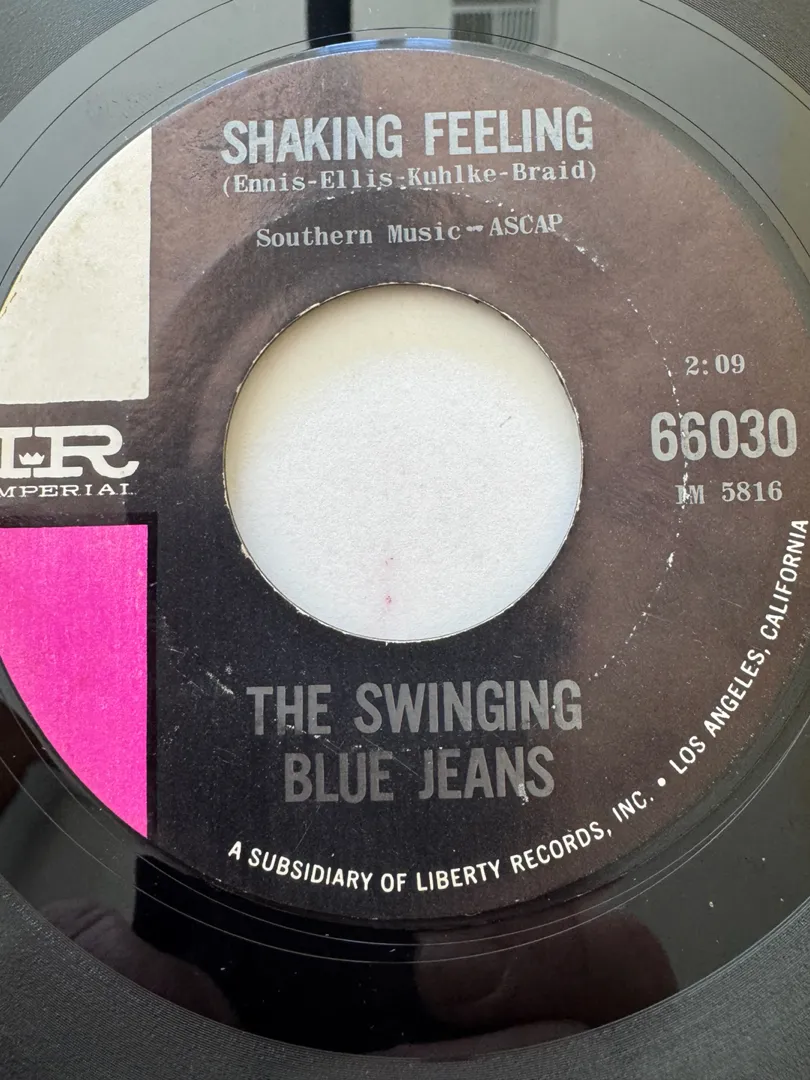 SHAKING FEELING
(Ennis-Ellis-Kuhlke-Braid)
Southern Music - ASCAP
2:09
66030
IM 5816
IR
IMPERIAL
THE SWINGING
BLUE JEANS
A SUBSIDIARY OF LIBERTY RECORDS, INC. • LOS ANGELES, CALIFORNIA